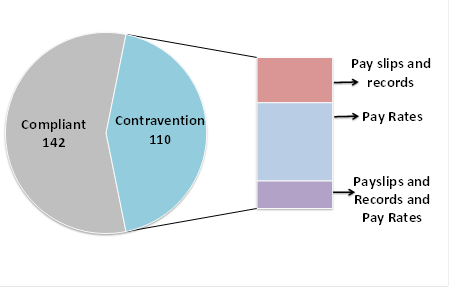 Compliant
142
Contravention
110
Pay slips and
records
Pay Rates
Payslips and
Records and
Pay Rates